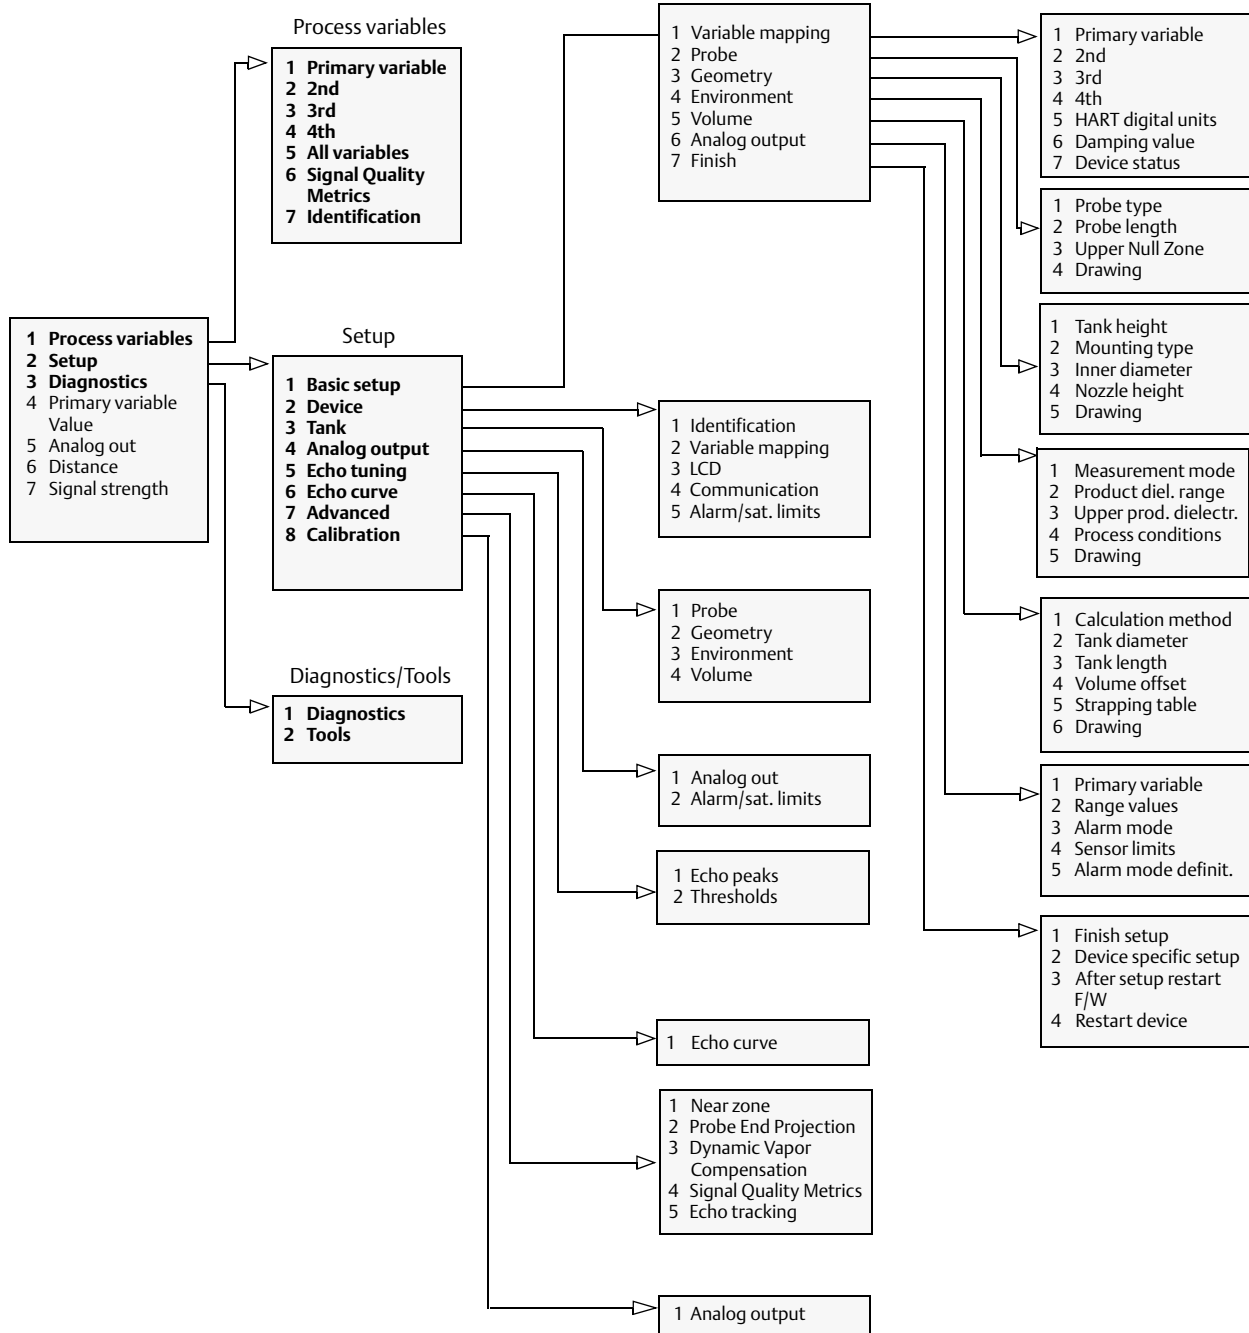 Process variables
1 Primary variable
2 2nd
3 3rd
4 4th
5 All variables
6 Signal Quality
Metrics
7 Identification
1 Process variables
2 Setup
3 Diagnostics
4 Primary variable
Value
5 Analog out
6 Distance
7 Signal strength
Setup
1 Basic setup
2 Device
3 Tank
4 Analog output
5 Echo tuning
6 Echo curve
7 Advanced
8 Calibration
Diagnostics/Tools
1 Diagnostics
2 Tools
1 Variable mapping
2 Probe
3 Geometry
4 Environment
5 Volume
6 Analog output
7 Finish
1 Identification
2 Variable mapping
3 LCD
4 Communication
5 Alarm/sat. limits
1 Probe
2 Geometry
3 Environment
4 Volume
1 Analog out
2 Alarm/sat. limits
1 Echo peaks
2 Thresholds
1 Echo curve
1 Near zone
2 Probe End Projection
3 Dynamic Vapor
Compensation
4 Signal Quality Metrics
5 Echo tracking
1 Analog output
1 Primary variable
2 2nd
3 3rd
4 4th
5 HART digital units
6 Damping value
7 Device status
1 Probe type
2 Probe length
3 Upper Null Zone
4 Drawing
1 Tank height
2 Mounting type
3 Inner diameter
4 Nozzle height
5 Drawing
1 Measurement mode
2 Product diel. range
3 Upper prod. dielectr.
4 Process conditions
5 Drawing
1 Calculation method
2 Tank diameter
3 Tank length
4 Volume offset
5 Strapping table
6 Drawing
1 Primary variable
2 Range values
3 Alarm mode
4 Sensor limits
5 Alarm mode definit.
1 Finish setup
2 Device specific setup
3 After setup restart
F/W
4 Restart device